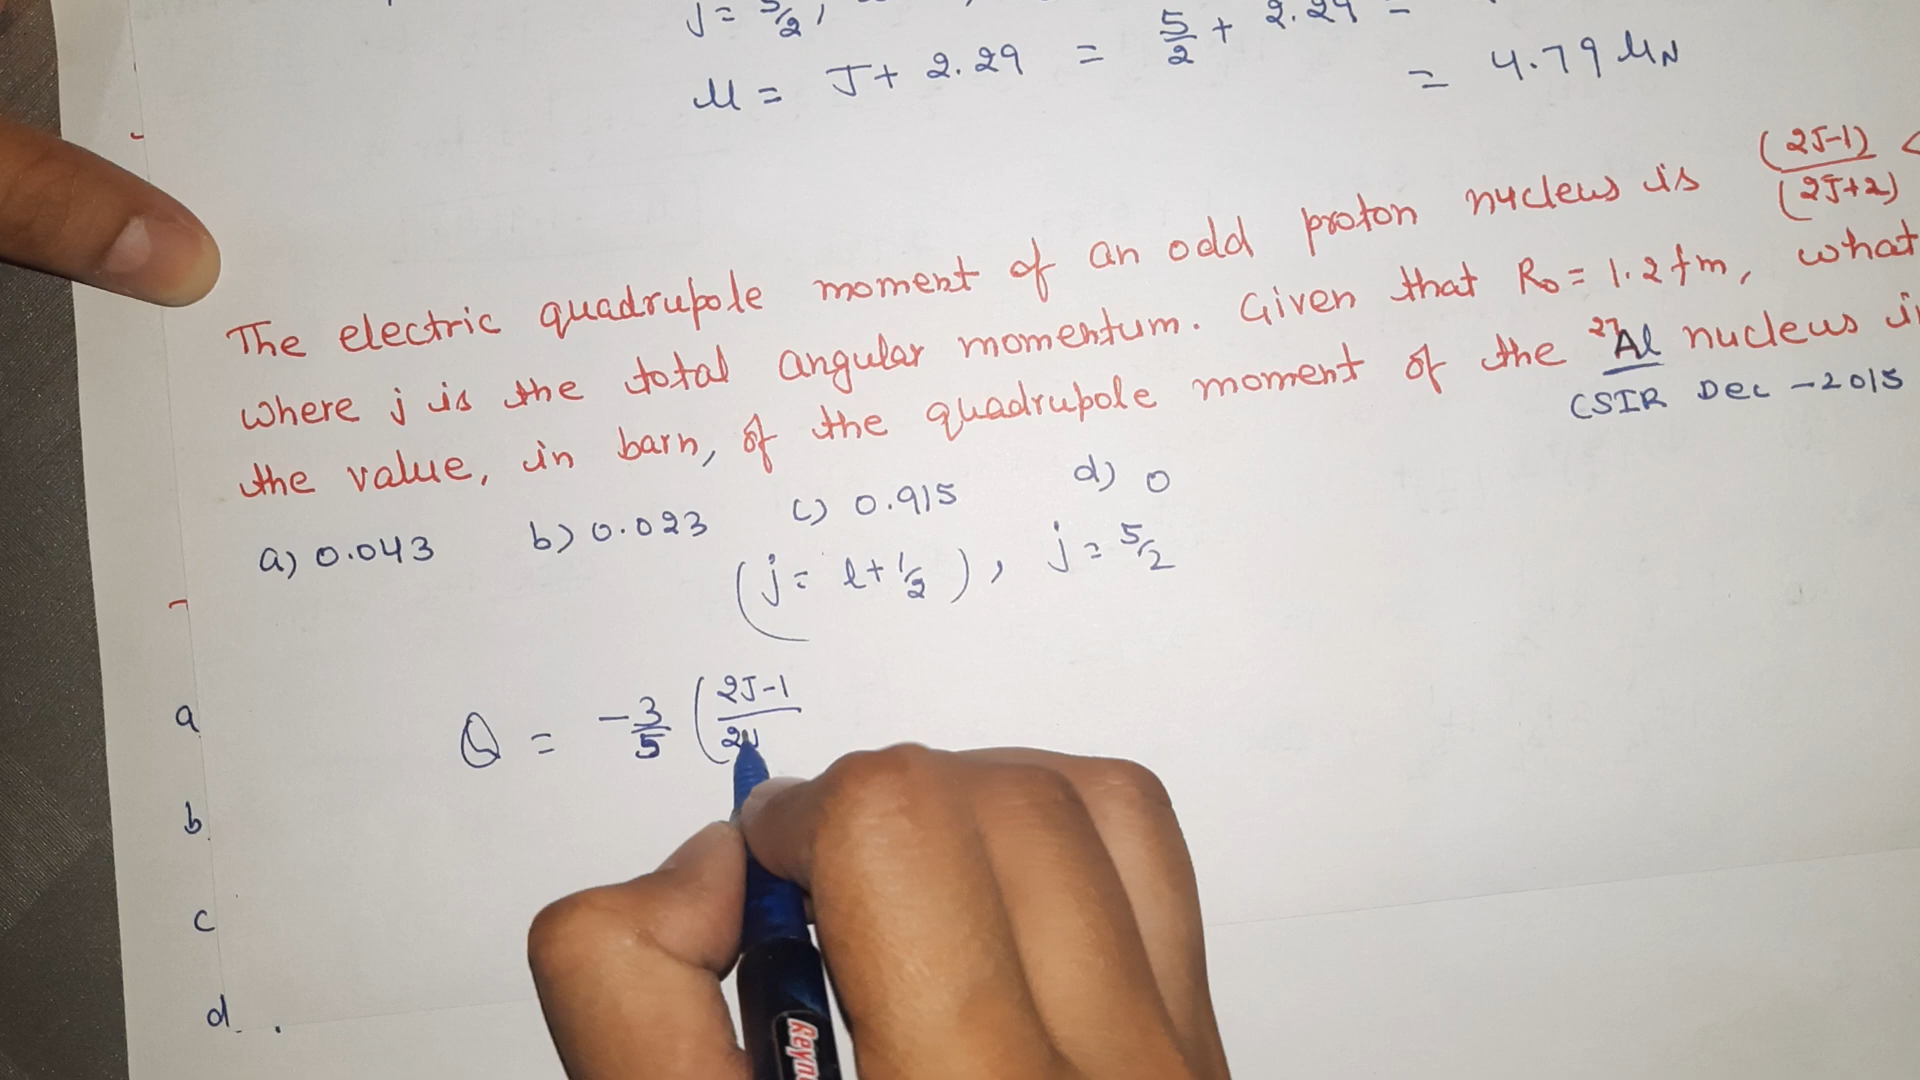 J = 5/2,
μ = J + 2.29 = 5/2 + 2.29 =
= 4.79 μN
The electric quadrupole moment of an odd proton nucleus is (2J-1)/(2J+2) <
where j is the total angular momentum. Given that R₀ = 1.2 fm, what
the value, in barn, of the quadrupole moment of the ²⁷Al nucleus
CSIR Dec -2015
a) 0.043 b) 0.023 c) 0.915 d) 0
(j = l + 1/2), j = 5/2
a
Q = -3/5 (2J-1
b
c
d.